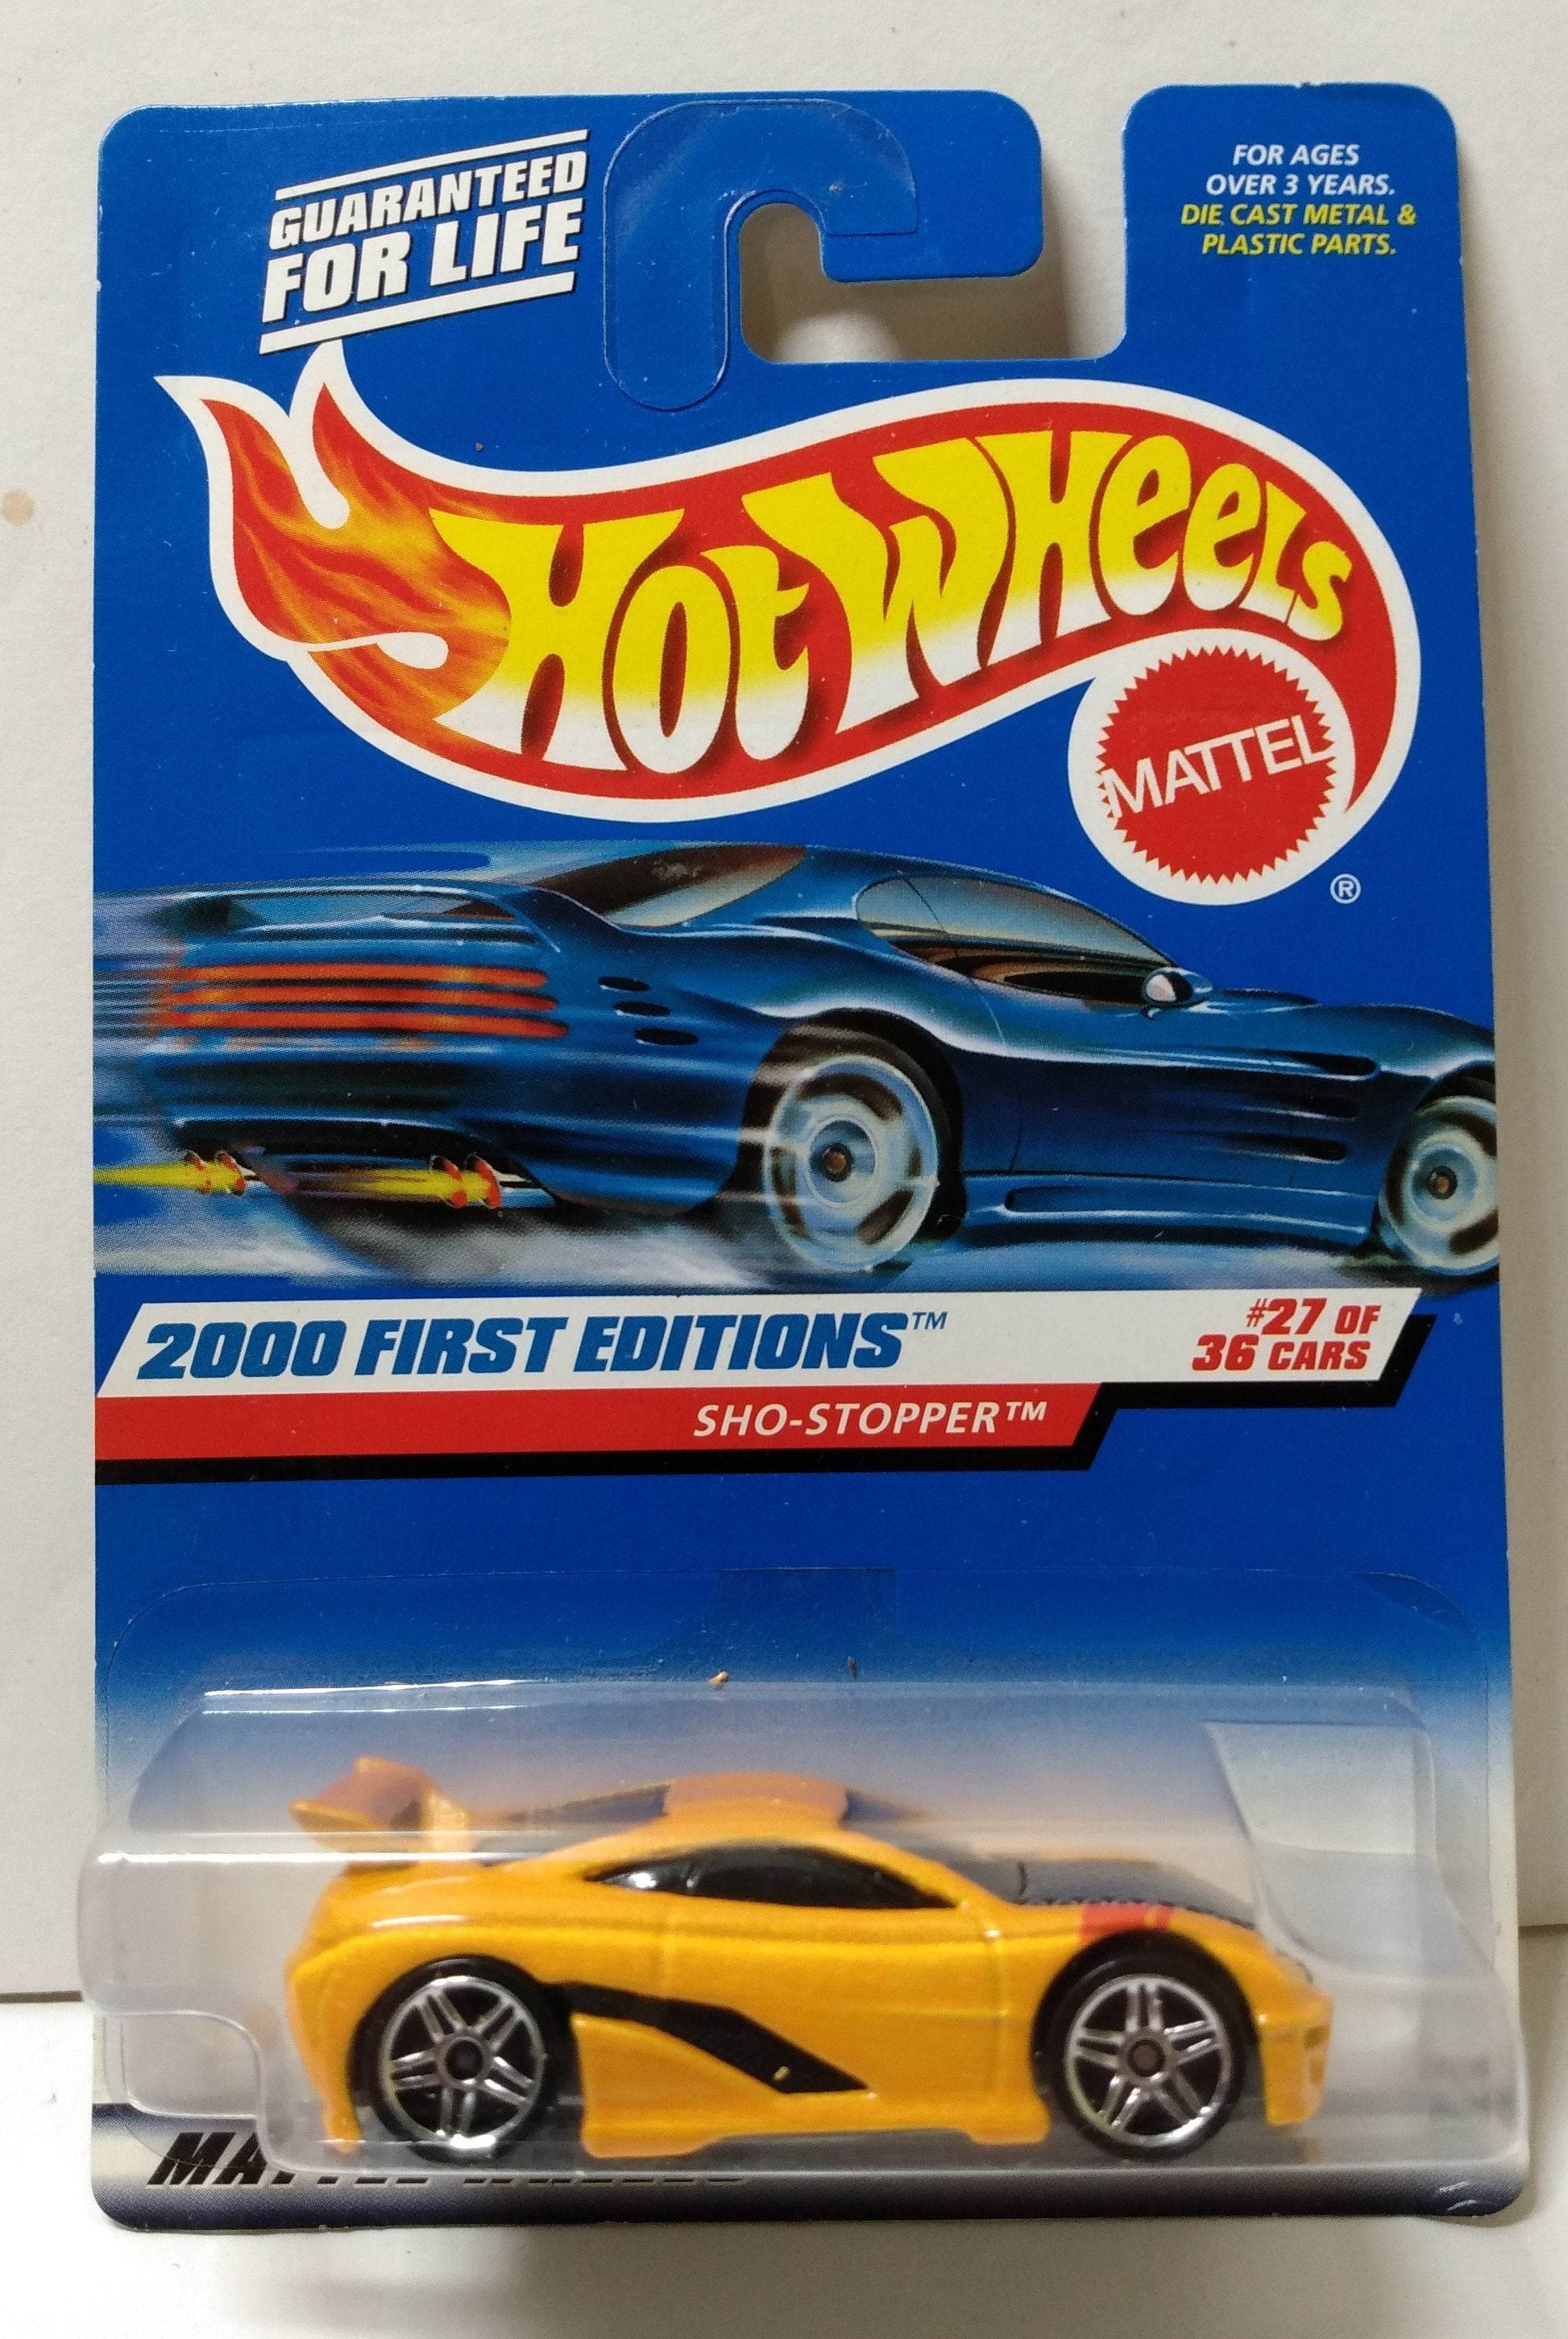 GUARANTEED
FOR LIFE
FOR AGES
OVER 3 YEARS.
DIE CAST METAL &
PLASTIC PARTS.
HOT WHEELS
MATTEL
®
2000 FIRST EDITIONS™
#27 OF
36 CARS
SHO-STOPPER™